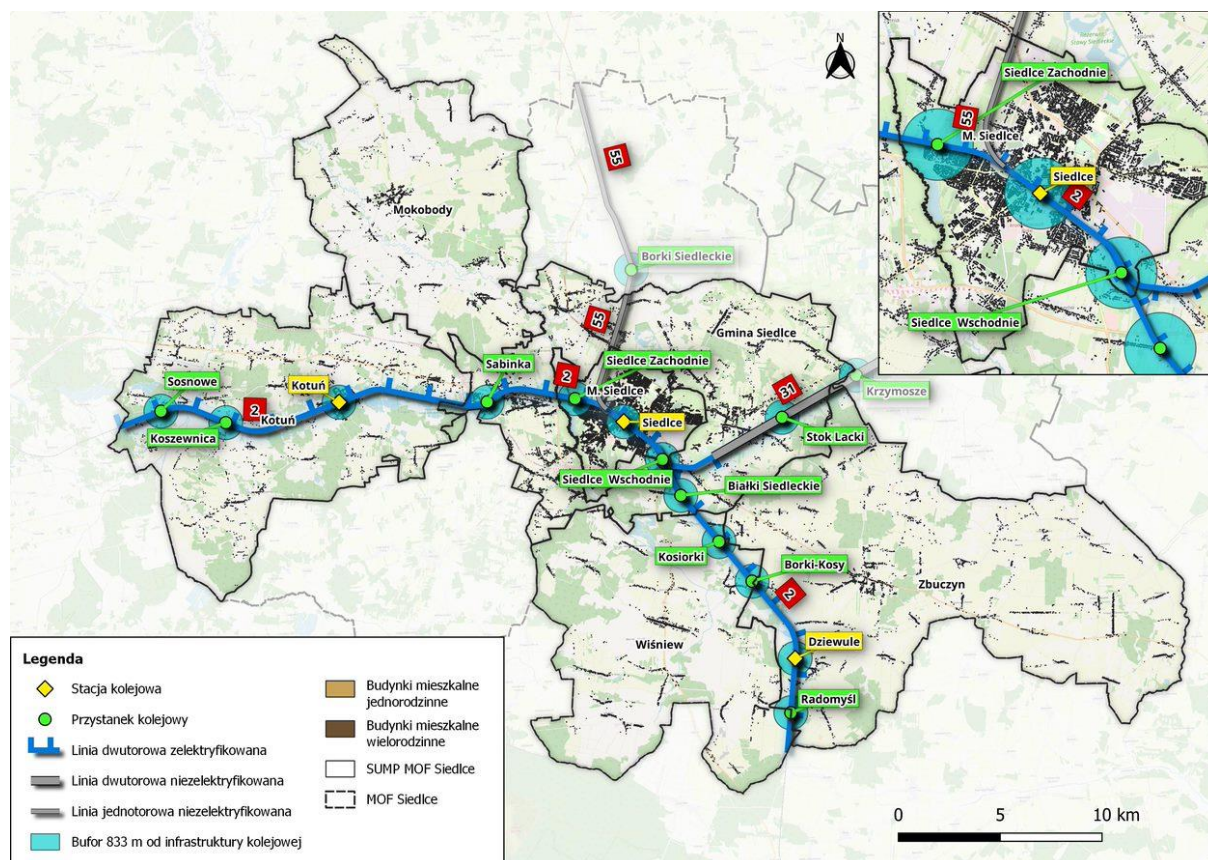 N
Siedlce Zachodnie
55
M. Siedlce
Siedlce
2
Siedlce Wschodnie
55
Mokobody
Borki Siedleckie
55
Gmina Siedlce
Sabinka
Siedlce Zachodnie
Krzymosze
Sosnowe
Kotuń
2
M. Siedlce
31
2
Kotuń
Koszewnica
Siedlce
Stok Lacki
Siedlce Wschodnie
Białki Siedleckie
Kosiorki
Borki-Kosy
2
Zbuczyn
Wiśniew
Dziewule
Radomyśl
Legenda
Stacja kolejowa
Przystanek kolejowy
Linia dwutorowa zelektryfikowana
Linia dwutorowa niezelektryfikowana
Linia jednotorowa niezelektryfikowana
Bufor 833 m od infrastruktury kolejowej
Budynki mieszkalne
jednorodzinne
Budynki mieszkalne
wielorodzinne
SUMP MOF Siedlce
MOF Siedlce
0 5 10 km